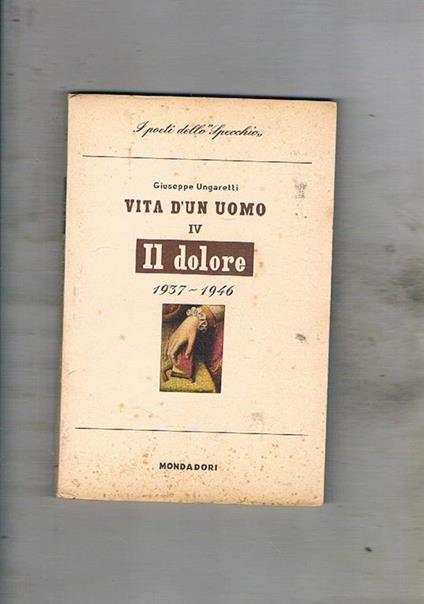 I poeti dello "Specchio„
Giuseppe Ungaretti
VITA D'UN UOMO
IV
Il dolore
1937-1946
MONDADORI